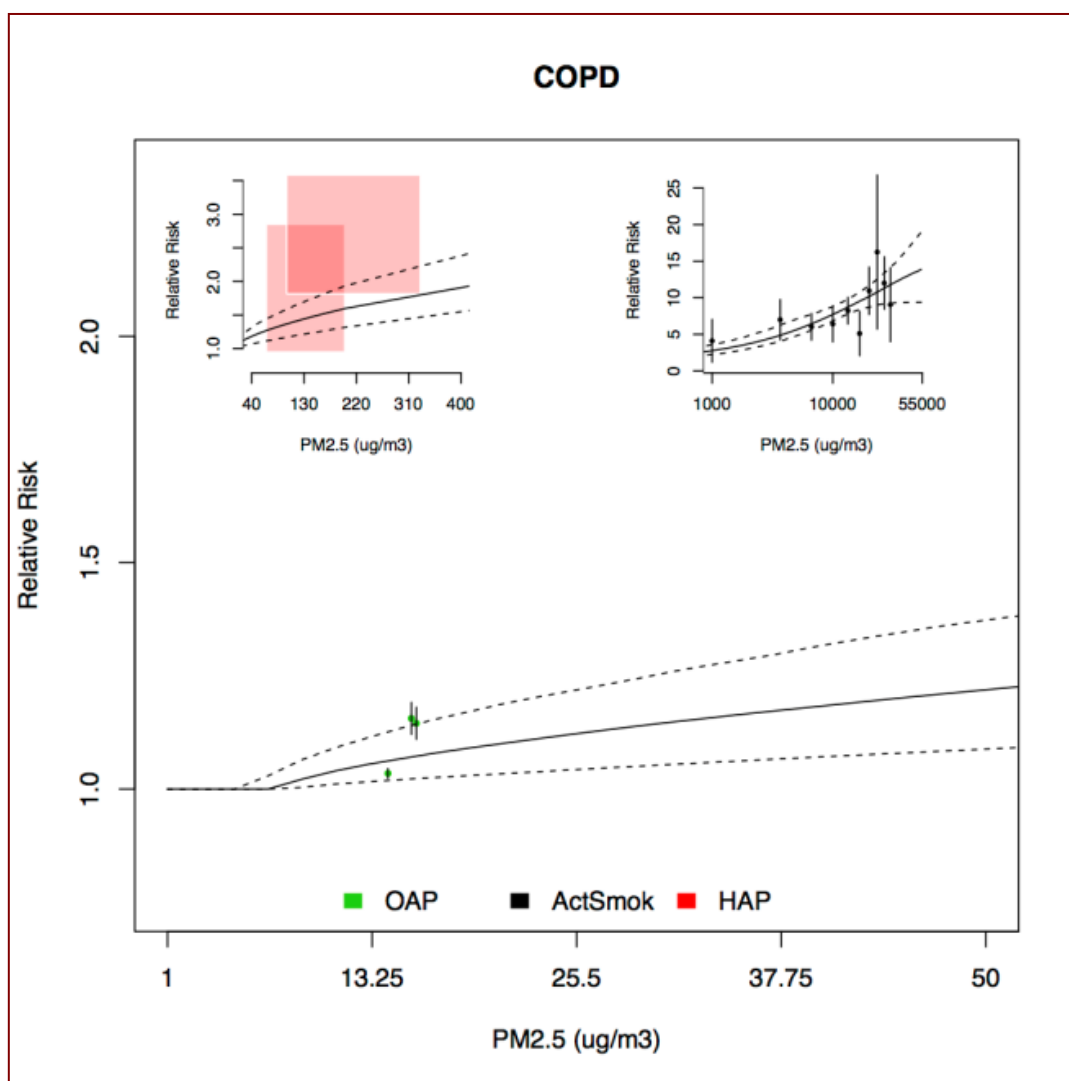 COPD
Relative Risk
3.0
2.0
1.0
40 130 220 310 400
PM2.5 (ug/m3)
Relative Risk
25
20
15
10
5
0
1000 10000 55000
PM2.5 (ug/m3)
Relative Risk
2.0
1.5
1.0
OAP ActSmok HAP
1 13.25 25.5 37.75 50
PM2.5 (ug/m3)